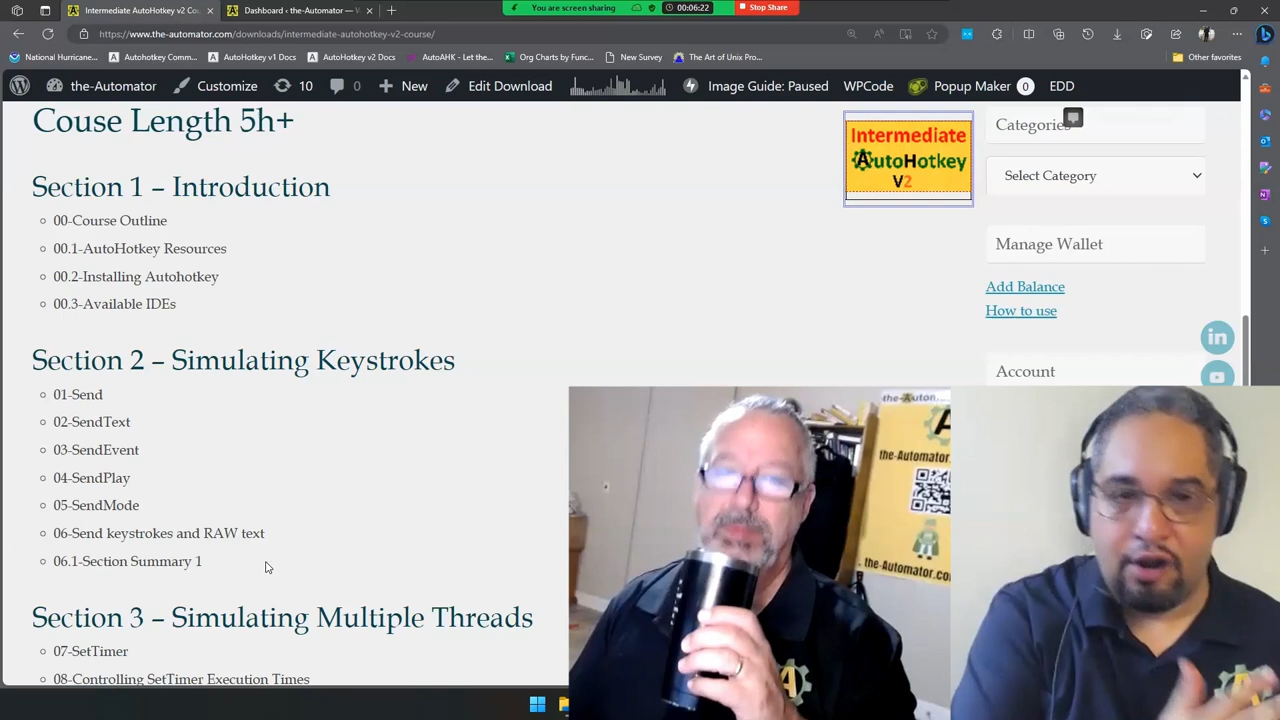 Intermediate AutoHotkey v2 Cou
Dashboard ‹ the-Automator — V
You are screen sharing
00:06:22
Stop Share
https://www.the-automator.com/downloads/intermediate-autohotkey-v2-course/
National Hurricane...
Autohotkey Comm...
AutoHotkey v1 Docs
AutoHotkey v2 Docs
AutoAHK - Let the...
Org Charts by Func...
New Survey
The Art of Unix Pro...
Other favorites
the-Automator
Customize
10
0
New
Edit Download
Image Guide: Paused
WPCode
Popup Maker
0
EDD
Couse Length 5h+
Section 1 – Introduction
00-Course Outline
00.1-AutoHotkey Resources
00.2-Installing Autohotkey
00.3-Available IDEs
Section 2 – Simulating Keystrokes
01-Send
02-SendText
03-SendEvent
04-SendPlay
05-SendMode
06-Send keystrokes and RAW text
06.1-Section Summary 1
Section 3 – Simulating Multiple Threads
07-SetTimer
08-Controlling SetTimer Execution Times
Intermediate
AutoHotkey
V2
Categories
Select Category
Manage Wallet
Add Balance
How to use
Account
in
the-Auton
the-Automator.
the-Automator.com